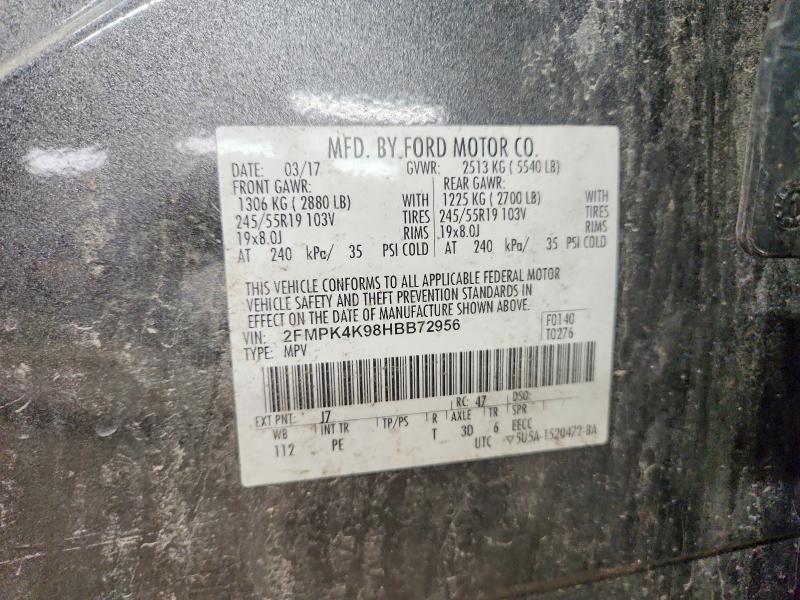 MFD. BY FORD MOTOR CO.
DATE: 03/17 GVWR: 2513 KG ( 5540 LB)
FRONT GAWR: REAR GAWR:
1306 KG ( 2880 LB) WITH 1225 KG ( 2700 LB) WITH
245/55R19 103V TIRES 245/55R19 103V TIRES
19x8.0J RIMS 19x8.0J RIMS
AT 240 kPa/ 35 PSI COLD AT 240 kPa/ 35 PSI COLD
THIS VEHICLE CONFORMS TO ALL APPLICABLE FEDERAL MOTOR
VEHICLE SAFETY AND THEFT PREVENTION STANDARDS IN
EFFECT ON THE DATE OF MANUFACTURE SHOWN ABOVE.
VIN: 2FMPK4K98HBB72956 F0140
TYPE: MPV T0276
EXT PNT: J7 RC: 47 DSO:
WB INT TR TP/PS R AXLE TR SPR
112 PE T 3D 6 EECC
UTC ▽5U5A-1520472-BA